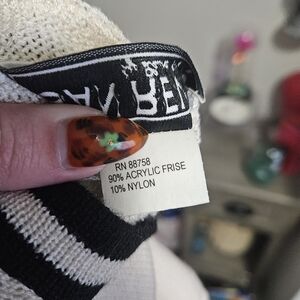 RN 88758
90% ACRYLIC FRISE
10% NYLON